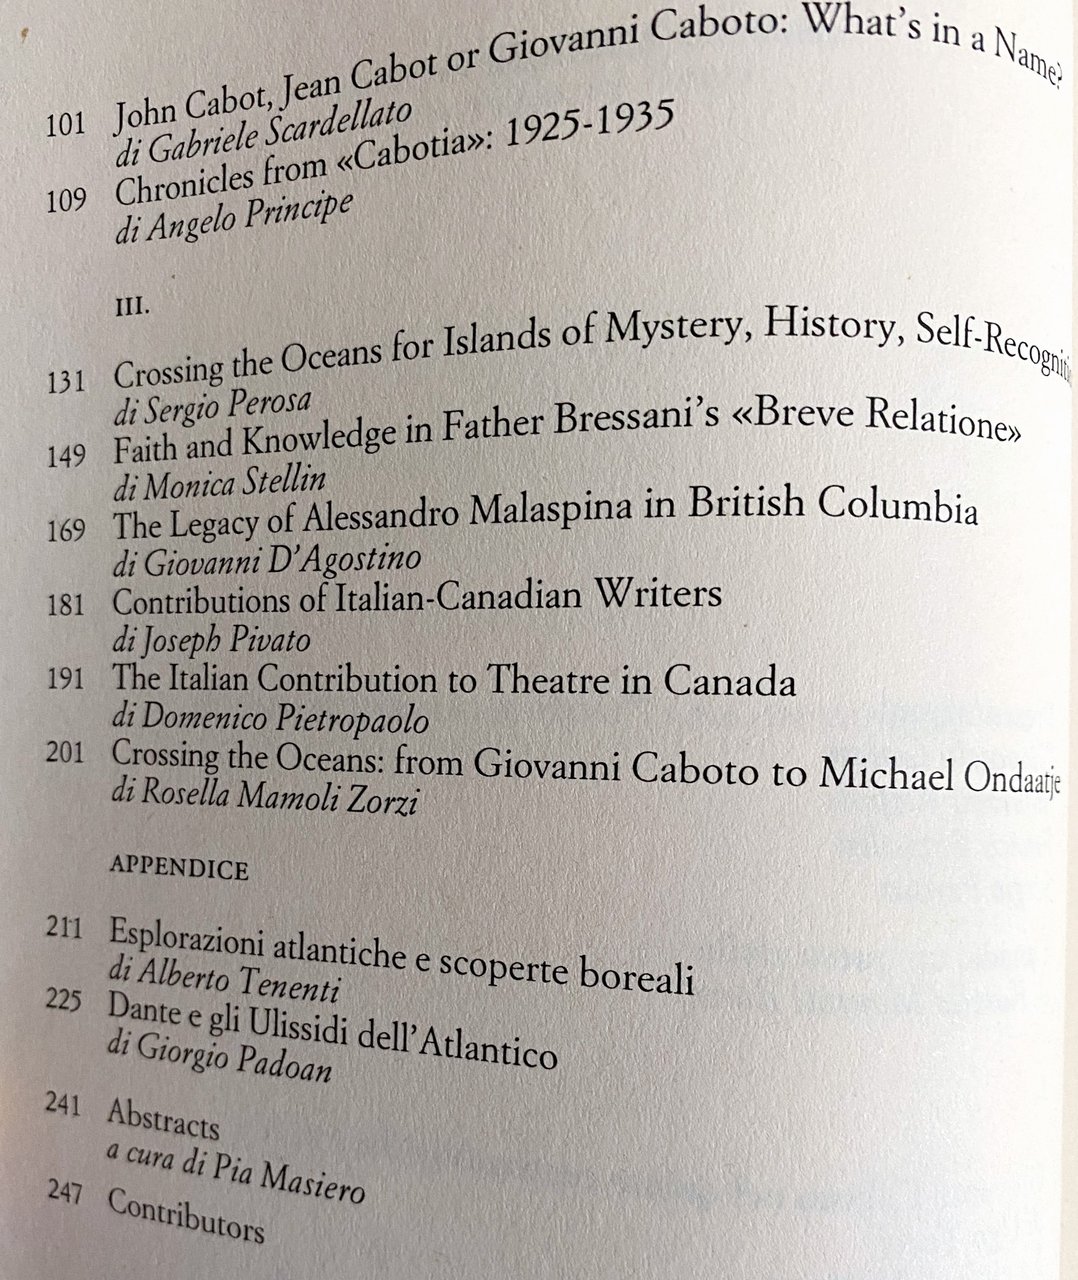 101 John Cabot, Jean Cabot or Giovanni Caboto: What's in a Name?
di Gabriele Scardellato
109 Chronicles from «Cabotia»: 1925-1935
di Angelo Principe
III.
131 Crossing the Oceans for Islands of Mystery, History,
di Sergio Perosa
149 Faith and Knowledge in Father Bressani's «Breve Relatione»
di Monica Stellin
169 The Legacy of Alessandro Malaspina in British Columbia
di Giovanni D'Agostino
181 Contributions of Italian-Canadian Writers
di Joseph Pivato
191 The Italian Contribution to Theatre in Canada
di Domenico Pietropaolo
201 Crossing the Oceans: from Giovanni Caboto to Michael Ondaatje
di Rosella Mamoli Zorzi
APPENDICE
211 Esplorazioni atlantiche e scoperte boreali
di Alberto Tenenti
225 Dante e gli Ulissidi dell'Atlantico
di Giorgio Padoan
241 Abstracts
a cura di Pia Masiero
247 Contributors